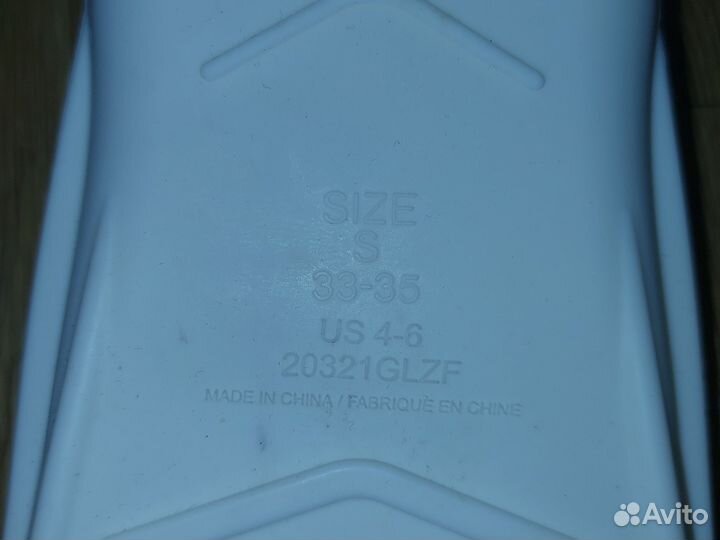 SIZE
S
33-35
US 4-6
20321GLZF
MADE IN CHINA / FABRIQUÉ EN CHINE
Avito